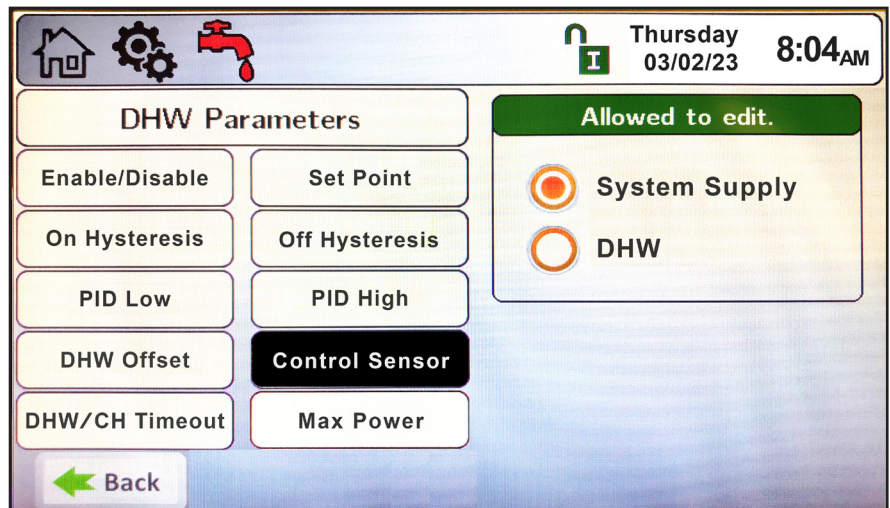 Thursday
03/02/23
8:04AM
I
DHW Parameters
Enable/Disable
Set Point
On Hysteresis
Off Hysteresis
PID Low
PID High
DHW Offset
Control Sensor
DHW/CH Timeout
Max Power
Back
Allowed to edit.
System Supply
DHW